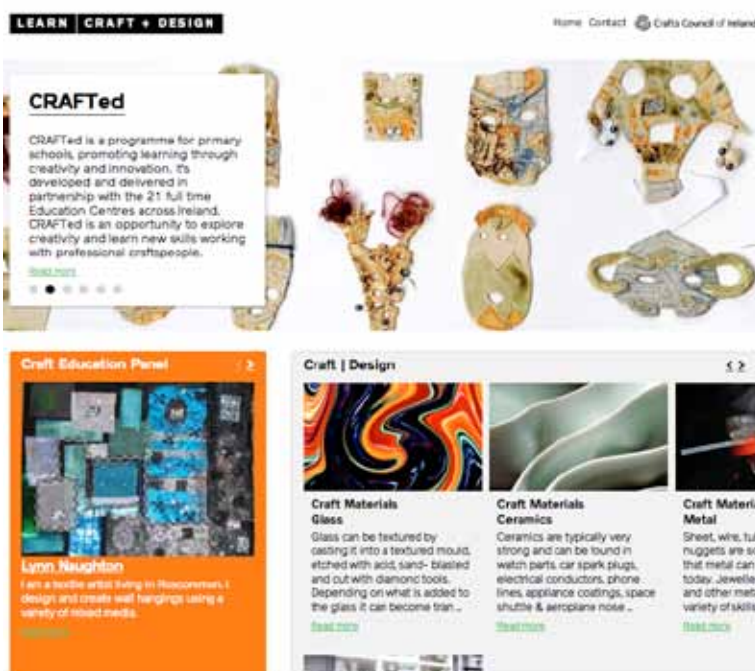 LEARN CRAFT + DESIGN
Home Contact Crafts Council of Ireland
CRAFTed
CRAFTed is a programme for primary
schools, promoting learning through
creativity and innovation. It's
developed and delivered in
partnership with the 21 full time
Education Centres across Ireland.
CRAFTed is an opportunity to explore
creativity and learn new skills working
with professional craftspeople.
Read more
Craft Education Panel
Lynn Naughton
I am a textile artist living in Roscommon. I
design and create wall hangings using a
variety of mixed media.
Craft | Design
Craft Materials
Glass
Glass can be textured by
casting it into a textured mould,
etched with acid, sand- blasted
and cut with diamond tools.
Depending on what is added to
the glass it can become tran ...
Read more
Craft Materials
Ceramics
Ceramics are typically very
strong and can be found in
watch parts, car spark plugs,
electrical conductors, phone
lines, appliance coatings, space
shuttle & aeroplane nose ...
Read more
Craft Materia
Metal
Sheet, wire, tu
nuggets are so
that metal can
today. Jewele
and other meta
variety of skills
Read more